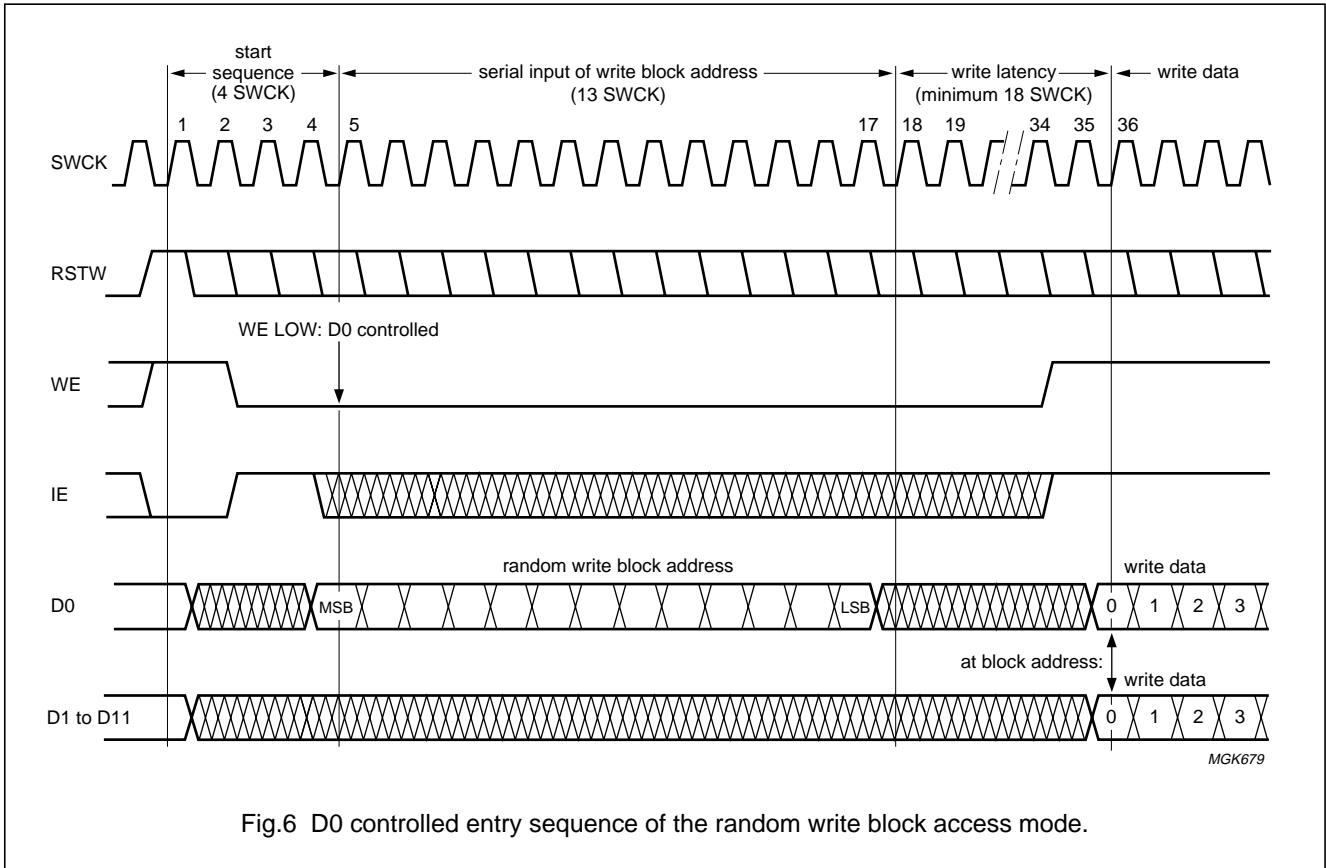 start
sequence
(4 SWCK)
serial input of write block address
(13 SWCK)
write latency
(minimum 18 SWCK)
write data
1 2 3 4 5 17 18 19 34 35 36
SWCK
RSTW
WE LOW: D0 controlled
WE
IE
random write block address
write data
D0
MSB
LSB
0 1 2 3
at block address:
write data
D1 to D11
0 1 2 3
MGK679
Fig.6 D0 controlled entry sequence of the random write block access mode.